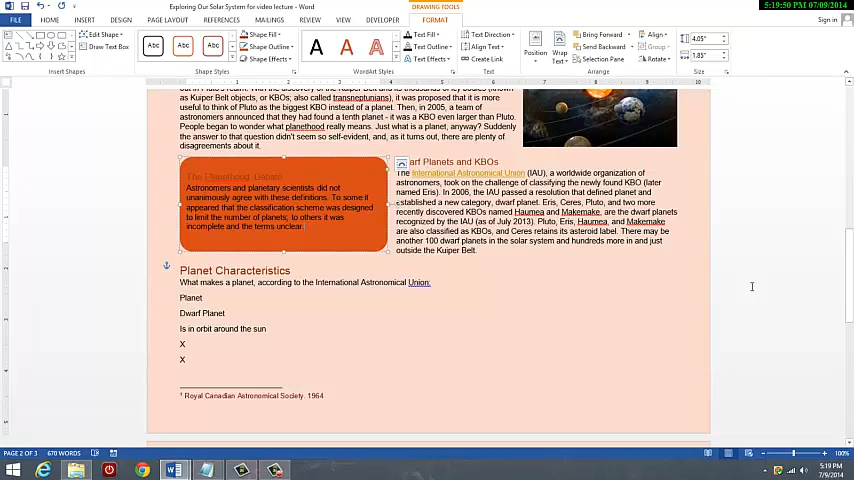 5:19:50 PM 07/09/2014
Exploring Our Solar System for video lecture - Word
DRAWING TOOLS
FILE HOME INSERT DESIGN PAGE LAYOUT REFERENCES MAILINGS REVIEW VIEW DEVELOPER FORMAT
Sign in
Edit Shape
Draw Text Box
Insert Shapes
Abc Abc Abc
Shape Fill
Shape Outline
Shape Effects
Shape Styles
A A A
Text Fill
Text Outline
Text Effects
WordArt Styles
Text Direction
Align Text
Create Link
Text
Position
Wrap Text
Bring Forward
Send Backward
Selection Pane
Align
Group
Rotate
Arrange
4.05"
1.85"
Size
as Kuiper Belt objects, or KBOs; also called transneptunians), it was proposed that it is more
useful to think of Pluto as the biggest KBO instead of a planet. Then, in 2005, a team of
astronomers announced that they had found a tenth planet - it was a KBO even larger than Pluto.
People began to wonder what planethood really means. Just what is a planet, anyway? Suddenly
the answer to that question didn't seem so self-evident, and, as it turns out, there are plenty of
disagreements about it.
The Planethood Debate
Astronomers and planetary scientists did not
unanimously agree with these definitions. To some it
appeared that the classification scheme was designed
to limit the number of planets; to others it was
incomplete and the terms unclear.
arf Planets and KBOs
The International Astronomical Union (IAU), a worldwide organization of
astronomers, took on the challenge of classifying the newly found KBO (later
named Eris). In 2006, the IAU passed a resolution that defined planet and
established a new category, dwarf planet. Eris, Ceres, Pluto, and two more
recently discovered KBOs named Haumea and Makemake, are the dwarf planets
recognized by the IAU (as of July 2013). Pluto, Eris, Haumea, and Makemake
are also classified as KBOs, and Ceres retains its asteroid label. There may be
another 100 dwarf planets in the solar system and hundreds more in and just
outside the Kuiper Belt.
Planet Characteristics
What makes a planet, according to the International Astronomical Union:
Planet
Dwarf Planet
Is in orbit around the sun
X
X
1 Royal Canadian Astronomical Society. 1964
PAGE 2 OF 3 670 WORDS
100%
5:19 PM
7/9/2014